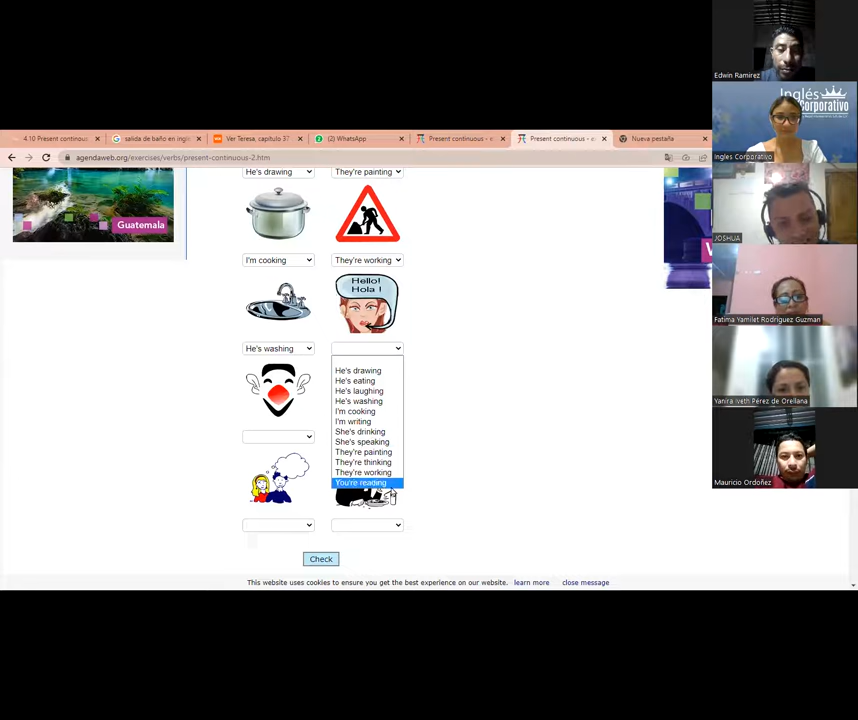 Edwin Ramirez
Inglés
Corporativo
Ingles Corporativo
4.10 Present continous
salida de baño en ingle
Ver Teresa, capítulo 37
(2) WhatsApp
Present continuous
Present continuous
Nueva pestaña
agendaweb.org/exercises/verbs/present-continuous-2.htm
He's drawing
They're painting
Guatemala
JOSHUA
I'm cooking
They're working
Hello!
Hola !
Fatima Yamilet Rodríguez Guzman
He's washing
He's drawing
He's eating
He's laughing
He's washing
I'm cooking
I'm writing
She's drinking
She's speaking
They're painting
They're thinking
They're working
You're reading
Yanira Iveth Pérez de Orellana
Mauricio Ordoñez
Check
This website uses cookies to ensure you get the best experience on our website. learn more close message